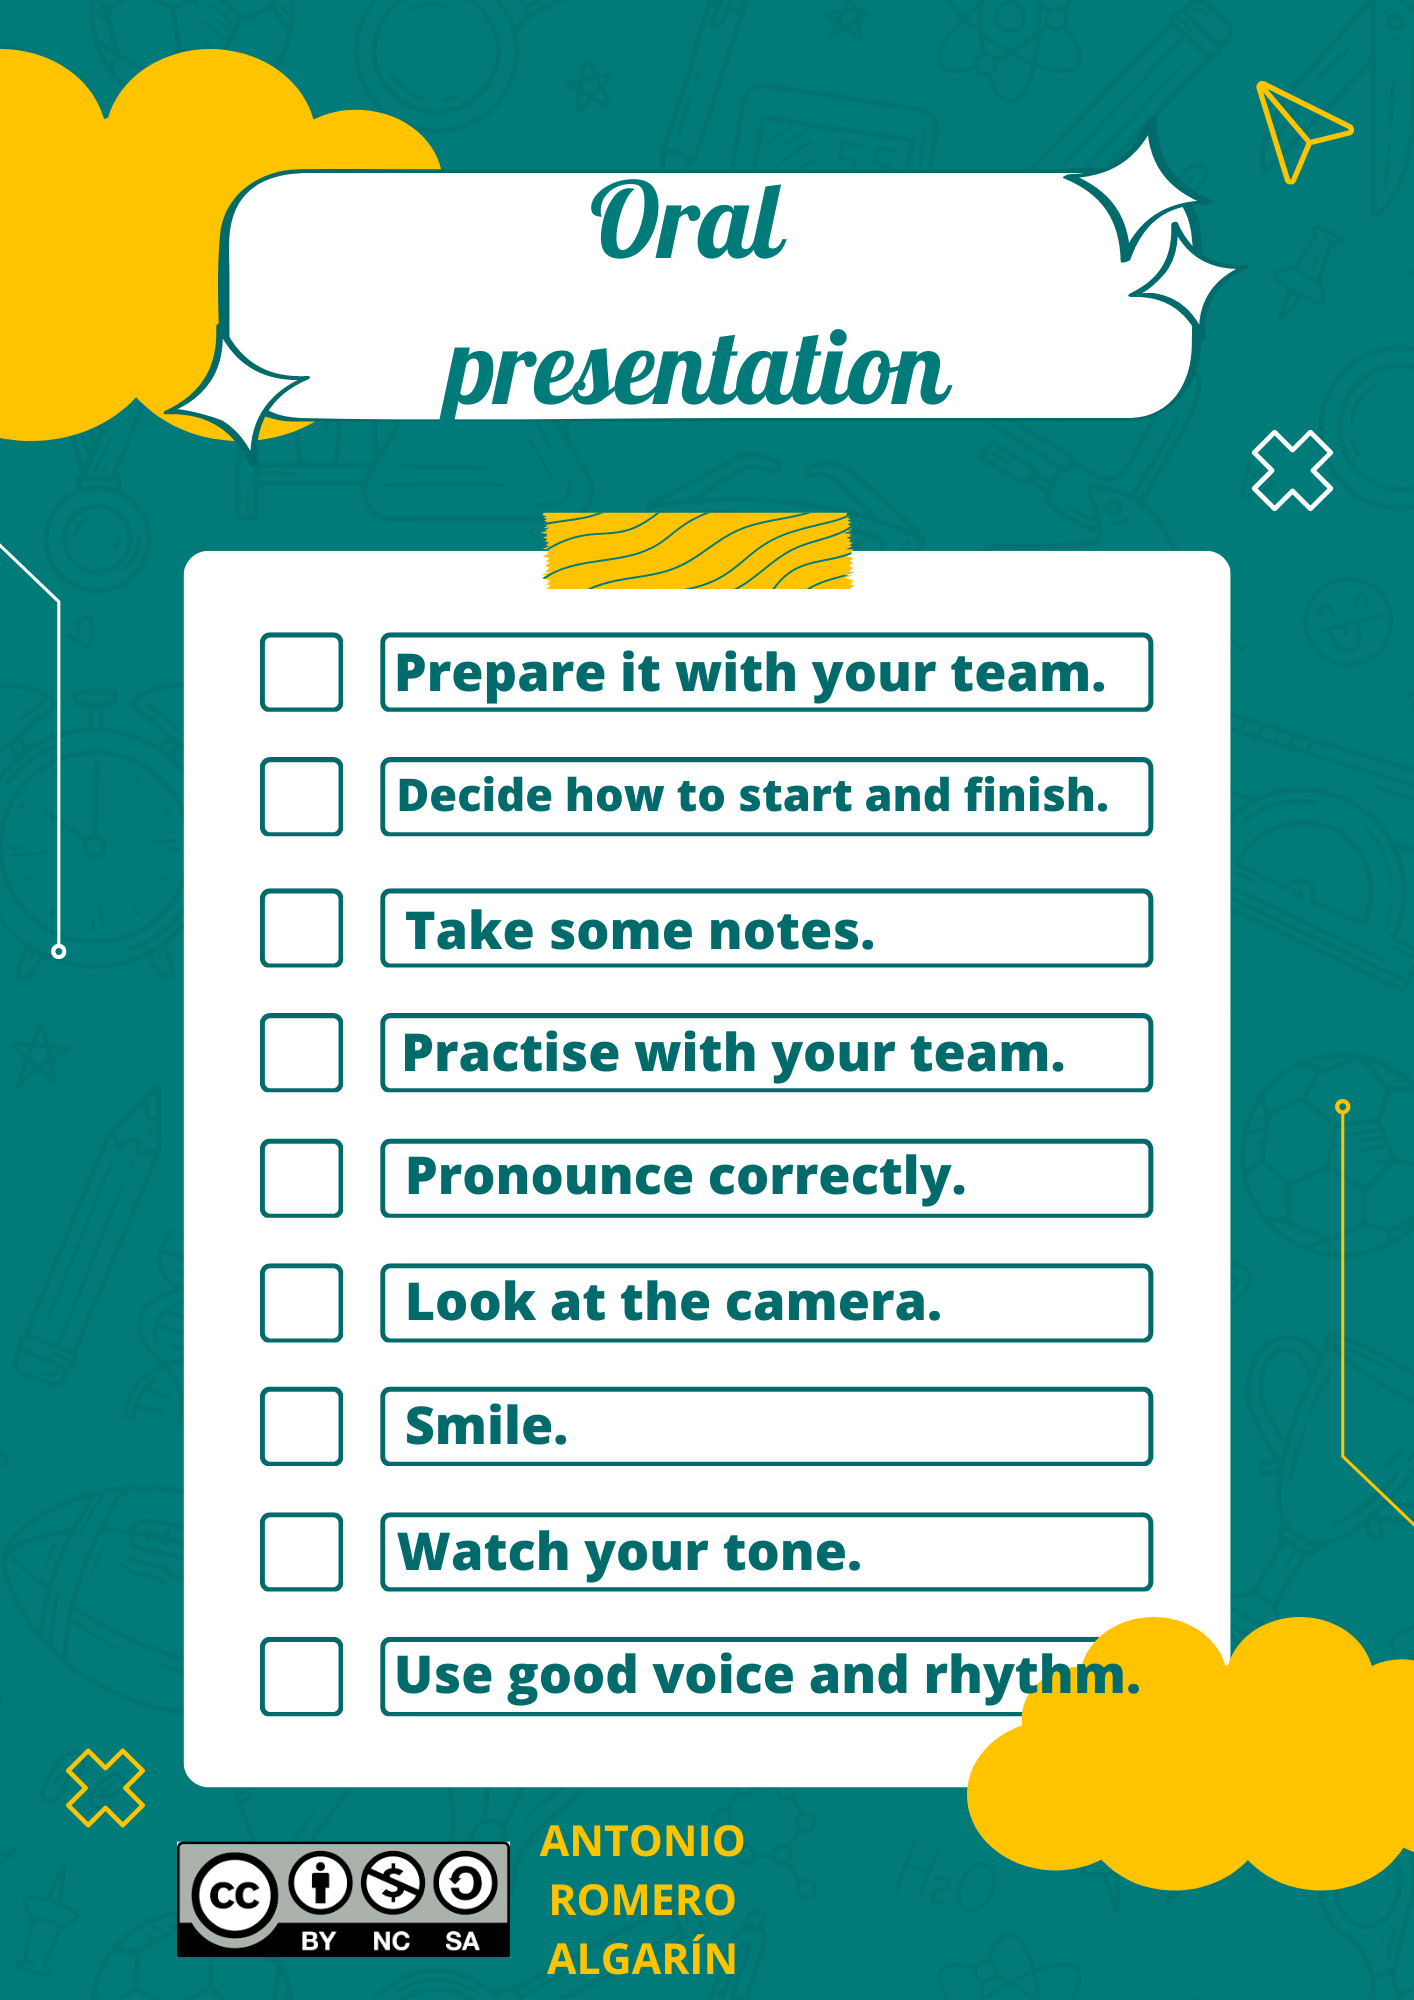 Oral
presentation
Prepare it with your team.
Decide how to start and finish.
Take some notes.
Practise with your team.
Pronounce correctly.
Look at the camera.
Smile.
Watch your tone.
Use good voice and rhythm.
ANTONIO
ROMERO
ALGARÍN
CC
BY NC SA
H2O